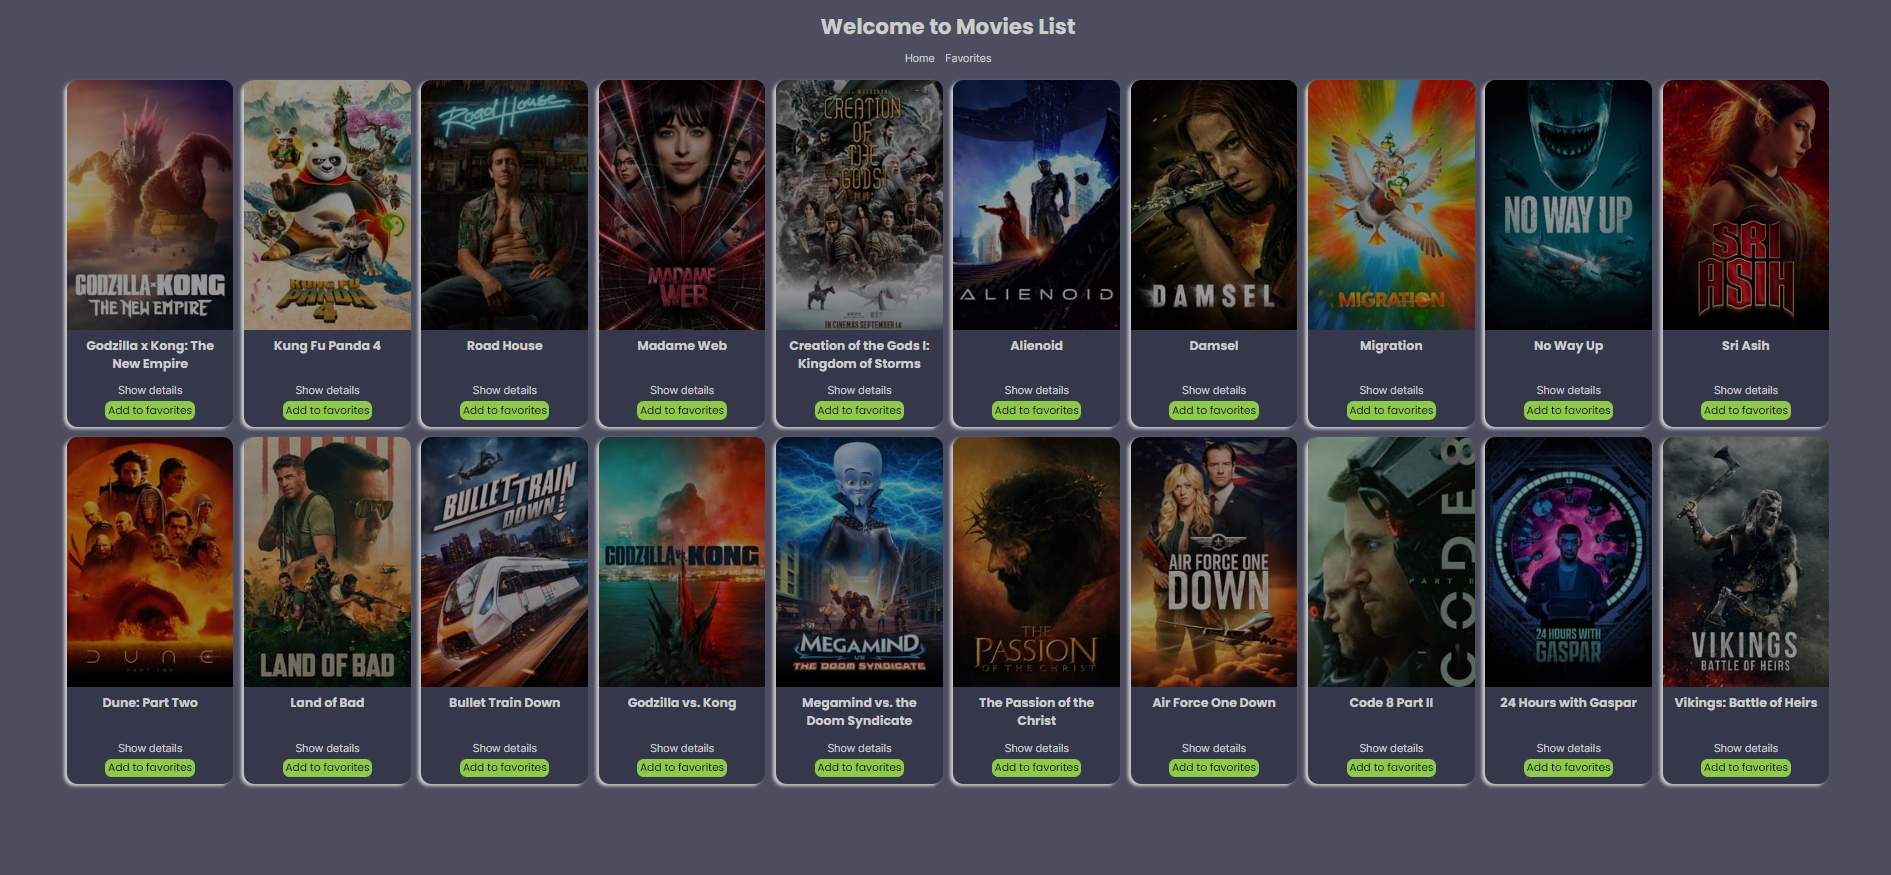 Welcome to Movies List
Home Favorites
GODZILLA x KONG
THE NEW EMPIRE
KUNG FU
PANDA
4
Road House
MADAME
WEB
CREATION
OF
THE
GODS
IN CINEMAS SEPTEMBER 14
ALIENOID
DAMSEL
MIGRATION
NO WAY UP
SRI
ASIH
Godzilla x Kong: The
New Empire
Kung Fu Panda 4
Road House
Madame Web
Creation of the Gods I:
Kingdom of Storms
Alienoid
Damsel
Migration
No Way Up
Sri Asih
Show details Show details Show details Show details Show details Show details Show details Show details Show details Show details
Add to favorites Add to favorites Add to favorites Add to favorites Add to favorites Add to favorites Add to favorites Add to favorites Add to favorites Add to favorites
DUNE
PART TWO
LAND OF BAD
BULLET TRAIN
DOWN!
GODZILLA vs. KONG
MEGAMIND
VS
THE DOOM SYNDICATE
THE
PASSION
OF THE CHRIST
AIR FORCE ONE
DOWN
CODE 8
PART II
24 HOURS WITH
GASPAR
VIKINGS
BATTLE OF HEIRS
Dune: Part Two
Land of Bad
Bullet Train Down
Godzilla vs. Kong
Megamind vs. the
Doom Syndicate
The Passion of the
Christ
Air Force One Down
Code 8 Part II
24 Hours with Gaspar
Vikings: Battle of Heirs
Show details Show details Show details Show details Show details Show details Show details Show details Show details Show details
Add to favorites Add to favorites Add to favorites Add to favorites Add to favorites Add to favorites Add to favorites Add to favorites Add to favorites Add to favorites